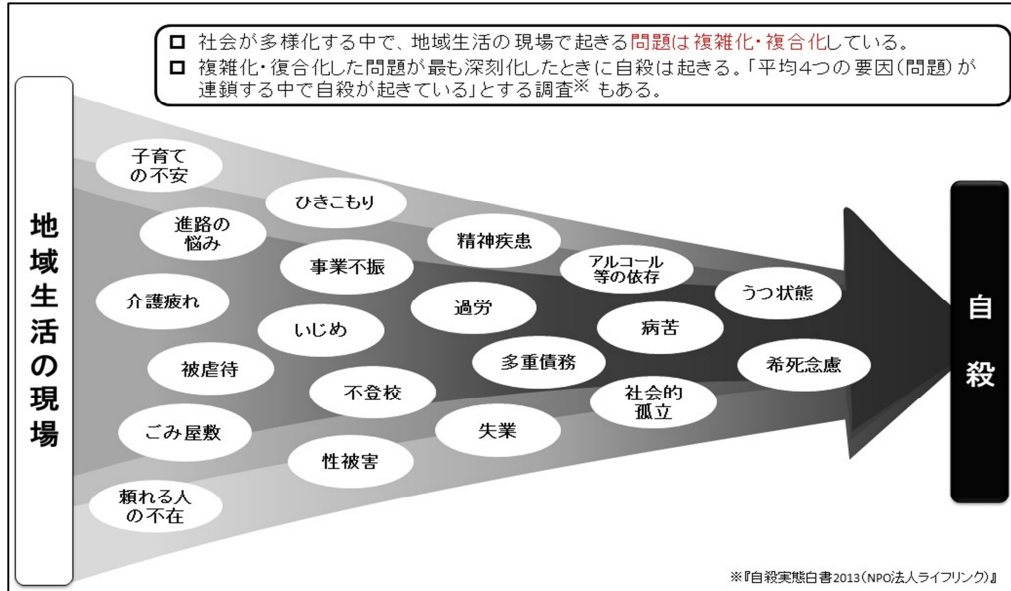 □ 社会が多様化する中で、地域生活の現場で起きる問題は複雑化・複合化している。
□ 複雑化・復合化した問題が最も深刻化したときに自殺は起きる。「平均4つの要因(問題)が
連鎖する中で自殺が起きている」とする調査※ もある。
地域生活の現場
子育て
の不安
進路の
悩み
介護疲れ
被虐待
ごみ屋敷
頼れる人
の不在
ひきこもり
事業不振
いじめ
不登校
性被害
精神疾患
過労
多重債務
失業
アルコール
等の依存
病苦
社会的
孤立
うつ状態
希死念慮
自殺
※『自殺実態白書2013(NPO法人ライフリンク)』